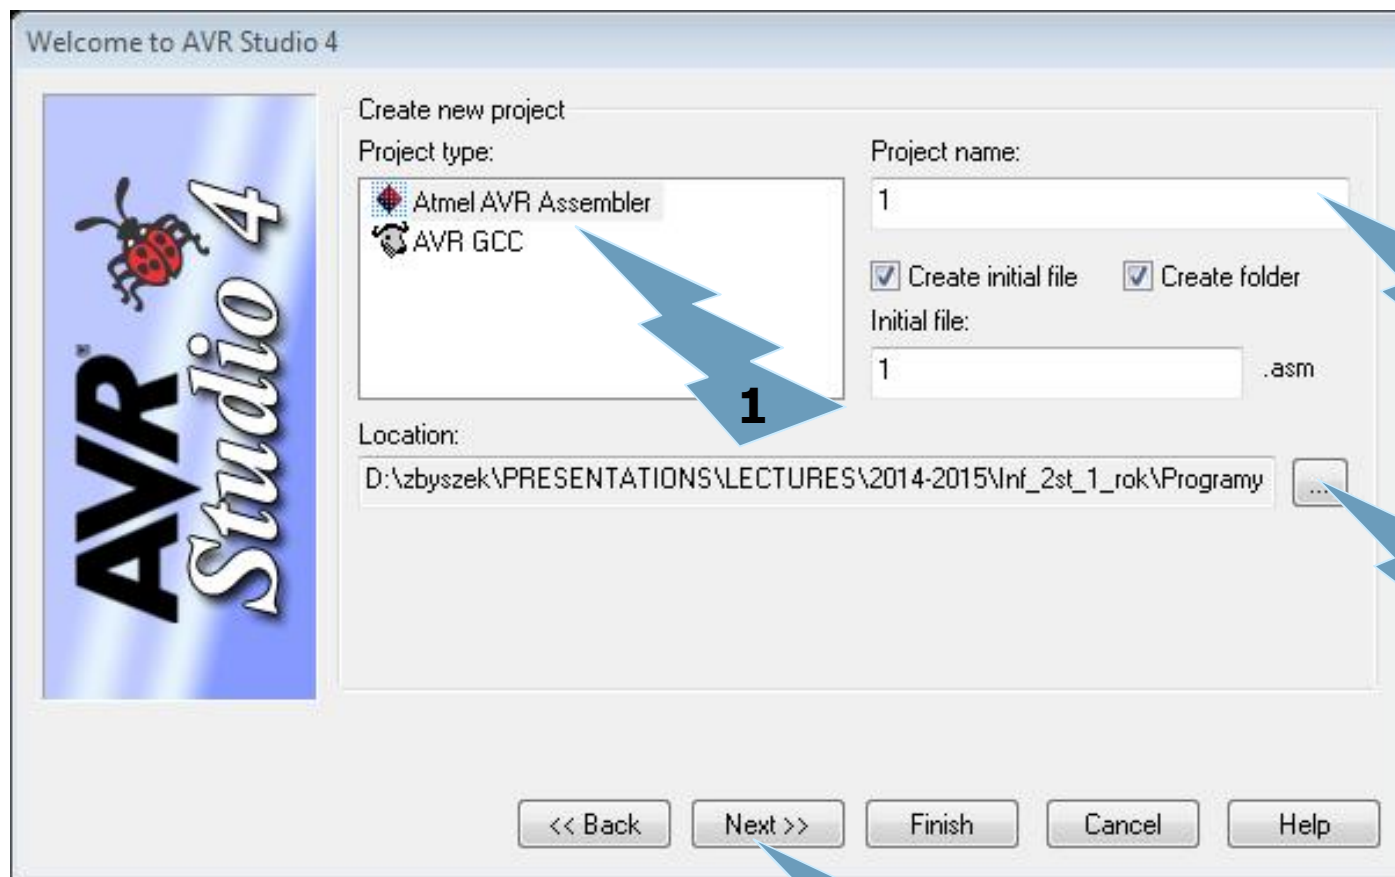 Welcome to AVR Studio 4
AVR® Studio 4
Create new project
Project type:
Atmel AVR Assembler
AVR GCC
Project name:
1
Create initial file
Create folder
Initial file:
1
.asm
1
Location:
D:\zbyszek\PRESENTATIONS\LECTURES\2014-2015\Inf_2st_1_rok\Programy
...
<< Back
Next >>
Finish
Cancel
Help